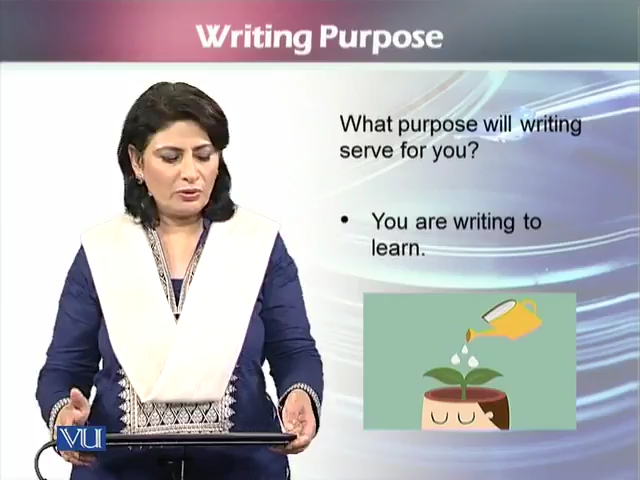 Writing Purpose
What purpose will writing
serve for you?
• You are writing to
learn.
VU